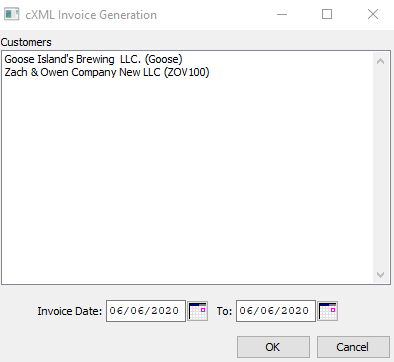 cXML Invoice Generation
Customers
Goose Island's Brewing LLC. (Goose)
Zach & Owen Company New LLC (ZOV100)
Invoice Date: 06/06/2020 To: 06/06/2020
OK Cancel